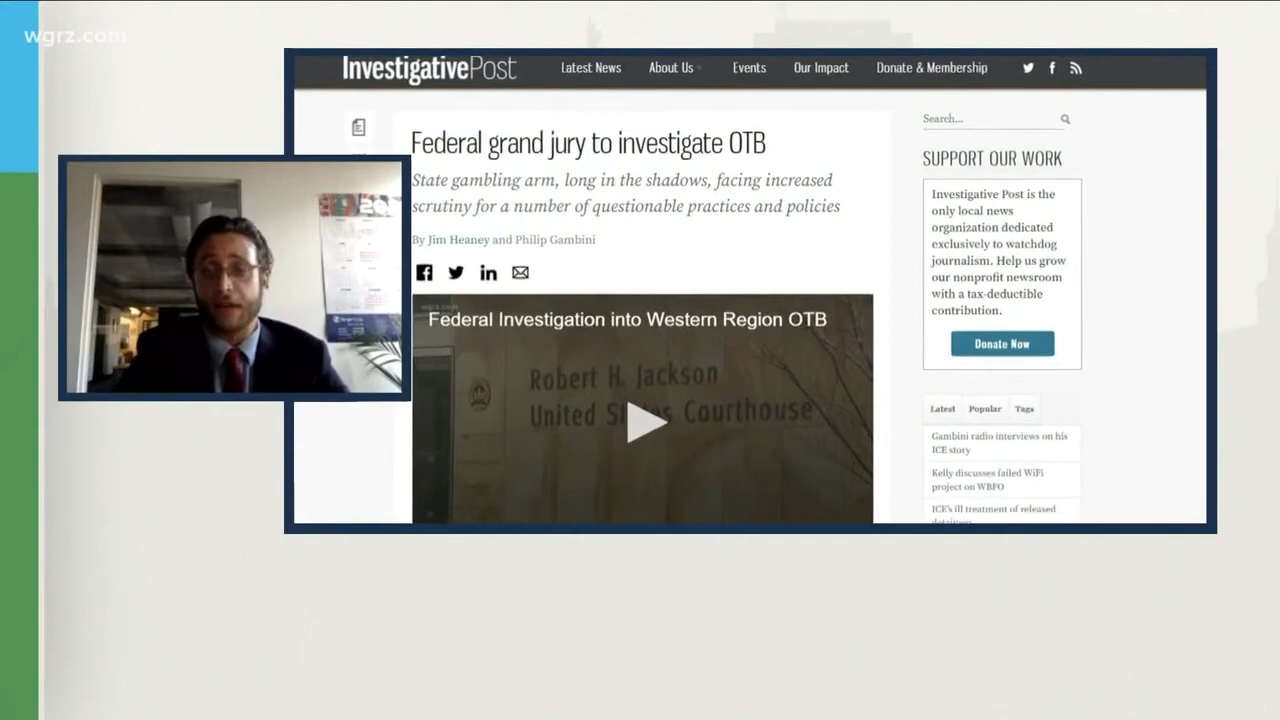 wgrz.com
InvestigativePost
Latest News About Us Events Our Impact Donate & Membership
Federal grand jury to investigate OTB
State gambling arm, long in the shadows, facing increased
scrutiny for a number of questionable practices and policies
By Jim Heaney and Philip Gambini
Federal Investigation into Western Region OTB
Robert H. Jackson
United States Courthouse
Search...
SUPPORT OUR WORK
Investigative Post is the
only local news
organization dedicated
exclusively to watchdog
journalism. Help us grow
our nonprofit newsroom
with a tax-deductible
contribution.
Donate Now
Latest Popular Tags
Gambini radio interviews on his
ICE story
Kelly discusses failed WiFi
project on WBFO
ICE's ill treatment of released
detainees